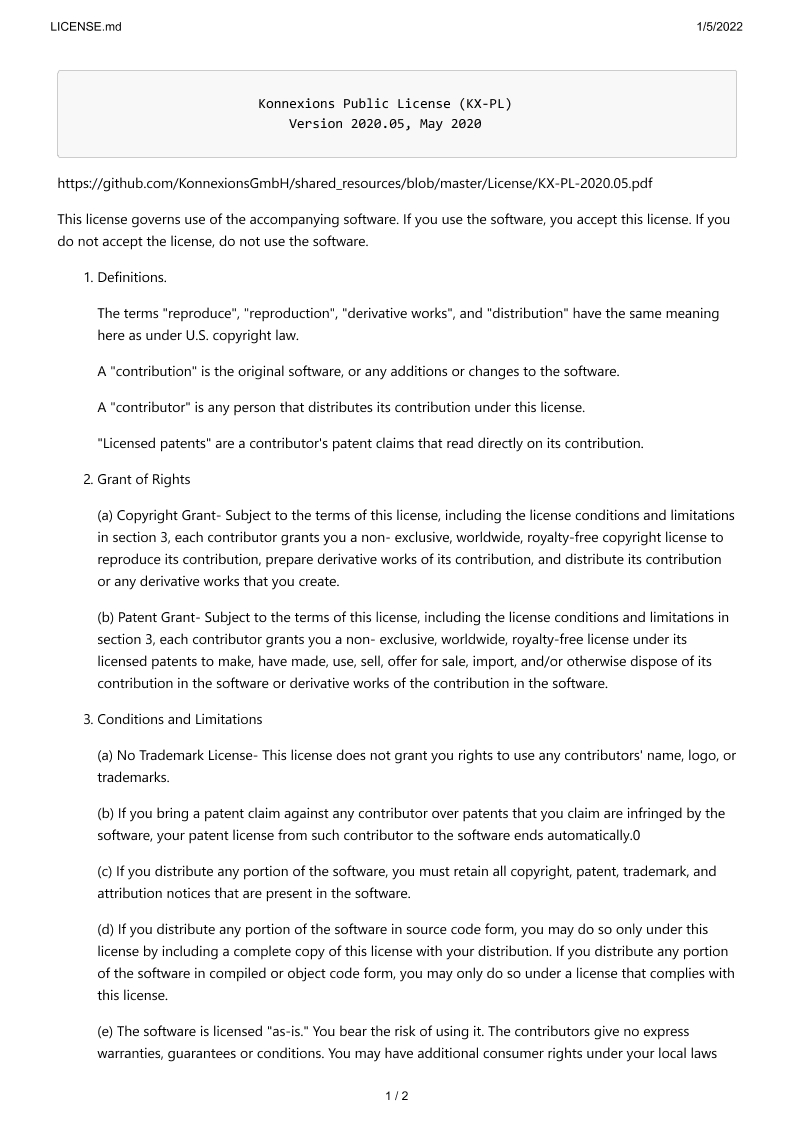 LICENSE.md 1/5/2022
Konnexions Public License (KX-PL)
Version 2020.05, May 2020
https://github.com/KonnexionsGmbH/shared_resources/blob/master/License/KX-PL-2020.05.pdf
This license governs use of the accompanying software. If you use the software, you accept this license. If you
do not accept the license, do not use the software.
1. Definitions.
The terms "reproduce", "reproduction", "derivative works", and "distribution" have the same meaning
here as under U.S. copyright law.
A "contribution" is the original software, or any additions or changes to the software.
A "contributor" is any person that distributes its contribution under this license.
"Licensed patents" are a contributor's patent claims that read directly on its contribution.
2. Grant of Rights
(a) Copyright Grant- Subject to the terms of this license, including the license conditions and limitations
in section 3, each contributor grants you a non- exclusive, worldwide, royalty-free copyright license to
reproduce its contribution, prepare derivative works of its contribution, and distribute its contribution
or any derivative works that you create.
(b) Patent Grant- Subject to the terms of this license, including the license conditions and limitations in
section 3, each contributor grants you a non- exclusive, worldwide, royalty-free license under its
licensed patents to make, have made, use, sell, offer for sale, import, and/or otherwise dispose of its
contribution in the software or derivative works of the contribution in the software.
3. Conditions and Limitations
(a) No Trademark License- This license does not grant you rights to use any contributors' name, logo, or
trademarks.
(b) If you bring a patent claim against any contributor over patents that you claim are infringed by the
software, your patent license from such contributor to the software ends automatically.0
(c) If you distribute any portion of the software, you must retain all copyright, patent, trademark, and
attribution notices that are present in the software.
(d) If you distribute any portion of the software in source code form, you may do so only under this
license by including a complete copy of this license with your distribution. If you distribute any portion
of the software in compiled or object code form, you may only do so under a license that complies with
this license.
(e) The software is licensed "as-is." You bear the risk of using it. The contributors give no express
warranties, guarantees or conditions. You may have additional consumer rights under your local laws
1 / 2